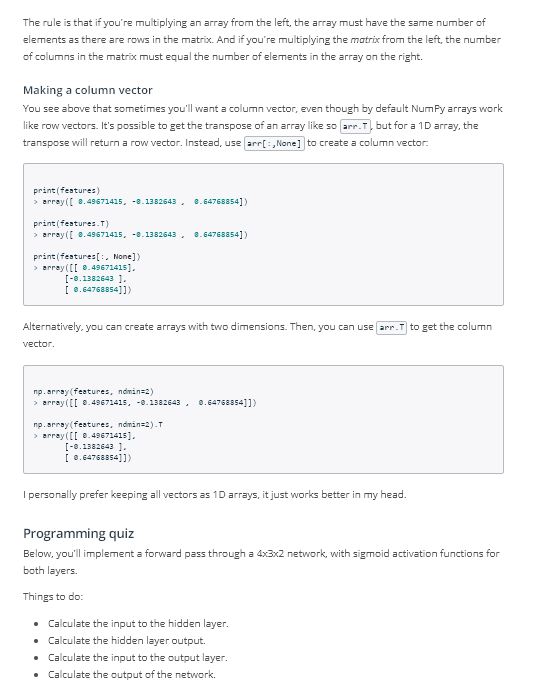 The rule is that if you're multiplying an array from the left, the array must have the same number of
elements as there are rows in the matrix. And if you're multiplying the matrix from the left, the number
of columns in the matrix must equal the number of elements in the array on the right.
Making a column vector
You see above that sometimes you'll want a column vector, even though by default NumPy arrays work
like row vectors. It's possible to get the transpose of an array like so arr.T, but for a 1D array, the
transpose will return a row vector. Instead, use arr[:,None] to create a column vector:
print(features)
> array([ 0.49671415, -0.1382643 ,  0.64768854])
print(features.T)
> array([ 0.49671415, -0.1382643 ,  0.64768854])
print(features[:, None])
> array([[ 0.49671415],
[-0.1382643 ],
[ 0.64768854]])
Alternatively, you can create arrays with two dimensions. Then, you can use arr.T to get the column
vector.
np.array(features, ndmin=2)
> array([[ 0.49671415, -0.1382643 ,  0.64768854]])
np.array(features, ndmin=2).T
> array([[ 0.49671415],
[-0.1382643 ],
[ 0.64768854]])
I personally prefer keeping all vectors as 1D arrays, it just works better in my head.
Programming quiz
Below, you'll implement a forward pass through a 4x3x2 network, with sigmoid activation functions for
both layers.
Things to do:
• Calculate the input to the hidden layer.
• Calculate the hidden layer output.
• Calculate the input to the output layer.
• Calculate the output of the network.